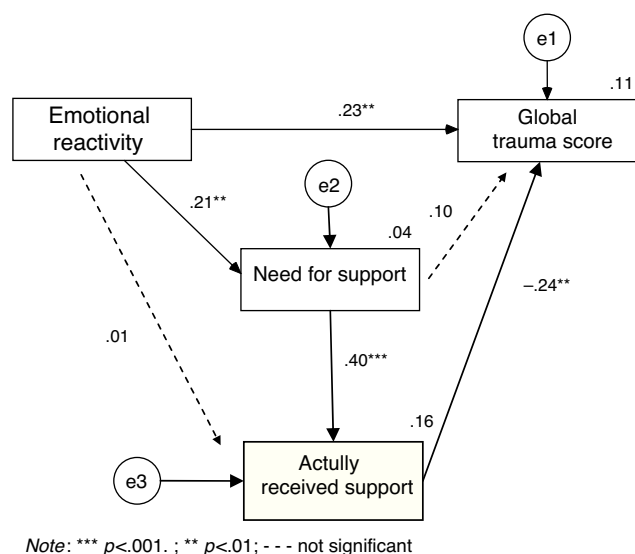 e1
.11
Emotional
reactivity
.23**
Global
trauma score
e2
.21**
.10
.04
Need for support
–.24**
.01
.40***
.16
Actully
received support
e3
Note: *** p<.001. ; ** p<.01; - - - not significant